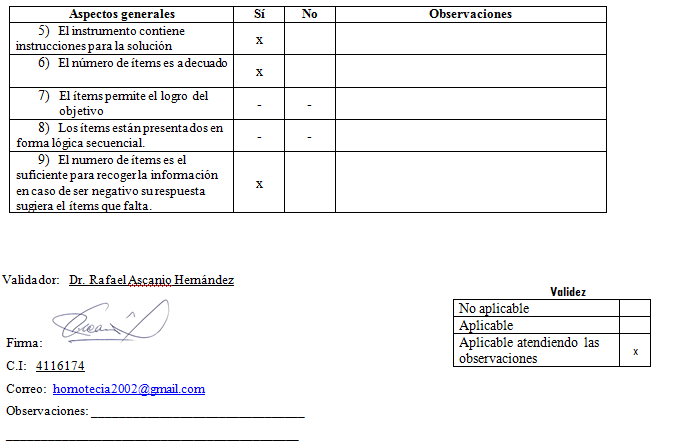 Aspectos generales Sí No Observaciones
5) El instrumento contiene
instrucciones para la solución x
6) El número de ítems es adecuado x
7) El ítems permite el logro del
objetivo - -
8) Los ítems están presentados en
forma lógica secuencial. - -
9) El numero de ítems es el
suficiente para recoger la información
en caso de ser negativo su respuesta x
sugiera el ítems que falta.
Validador: Dr. Rafael Ascanio Hernández
Validez
No aplicable
Aplicable
Aplicable atendiendo las
observaciones x
Firma:
C.I: 4116174
Correo: homotecia2002@gmail.com
Observaciones: ________________________________